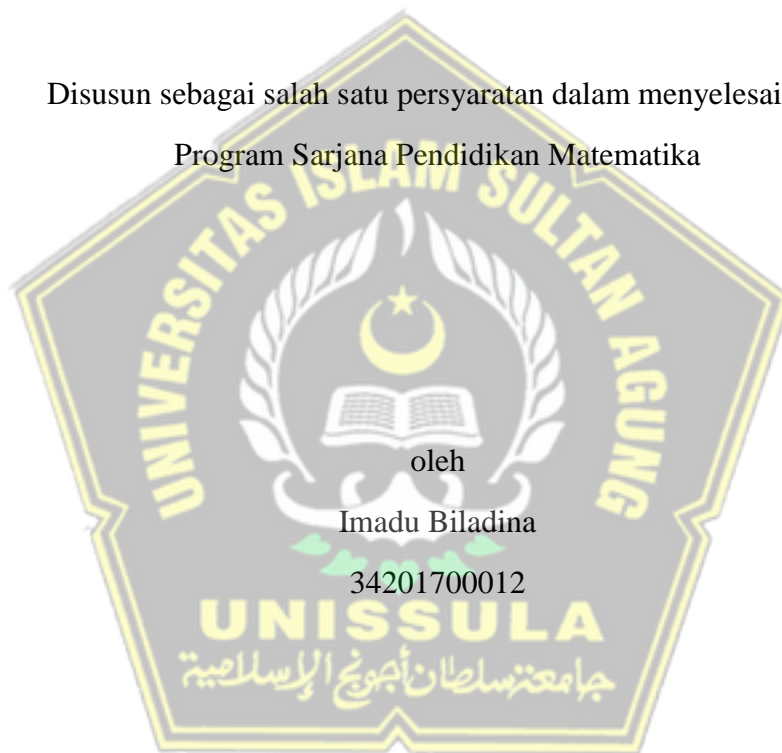 Disusun sebagai salah satu persyaratan dalam menyelesai
Program Sarjana Pendidikan Matematika
UNIVERSITAS ISLAM SULTAN AGUNG
oleh
Imadu Biladina
34201700012
UNISSULA
جامعة سلطان أجونج الإسلامية